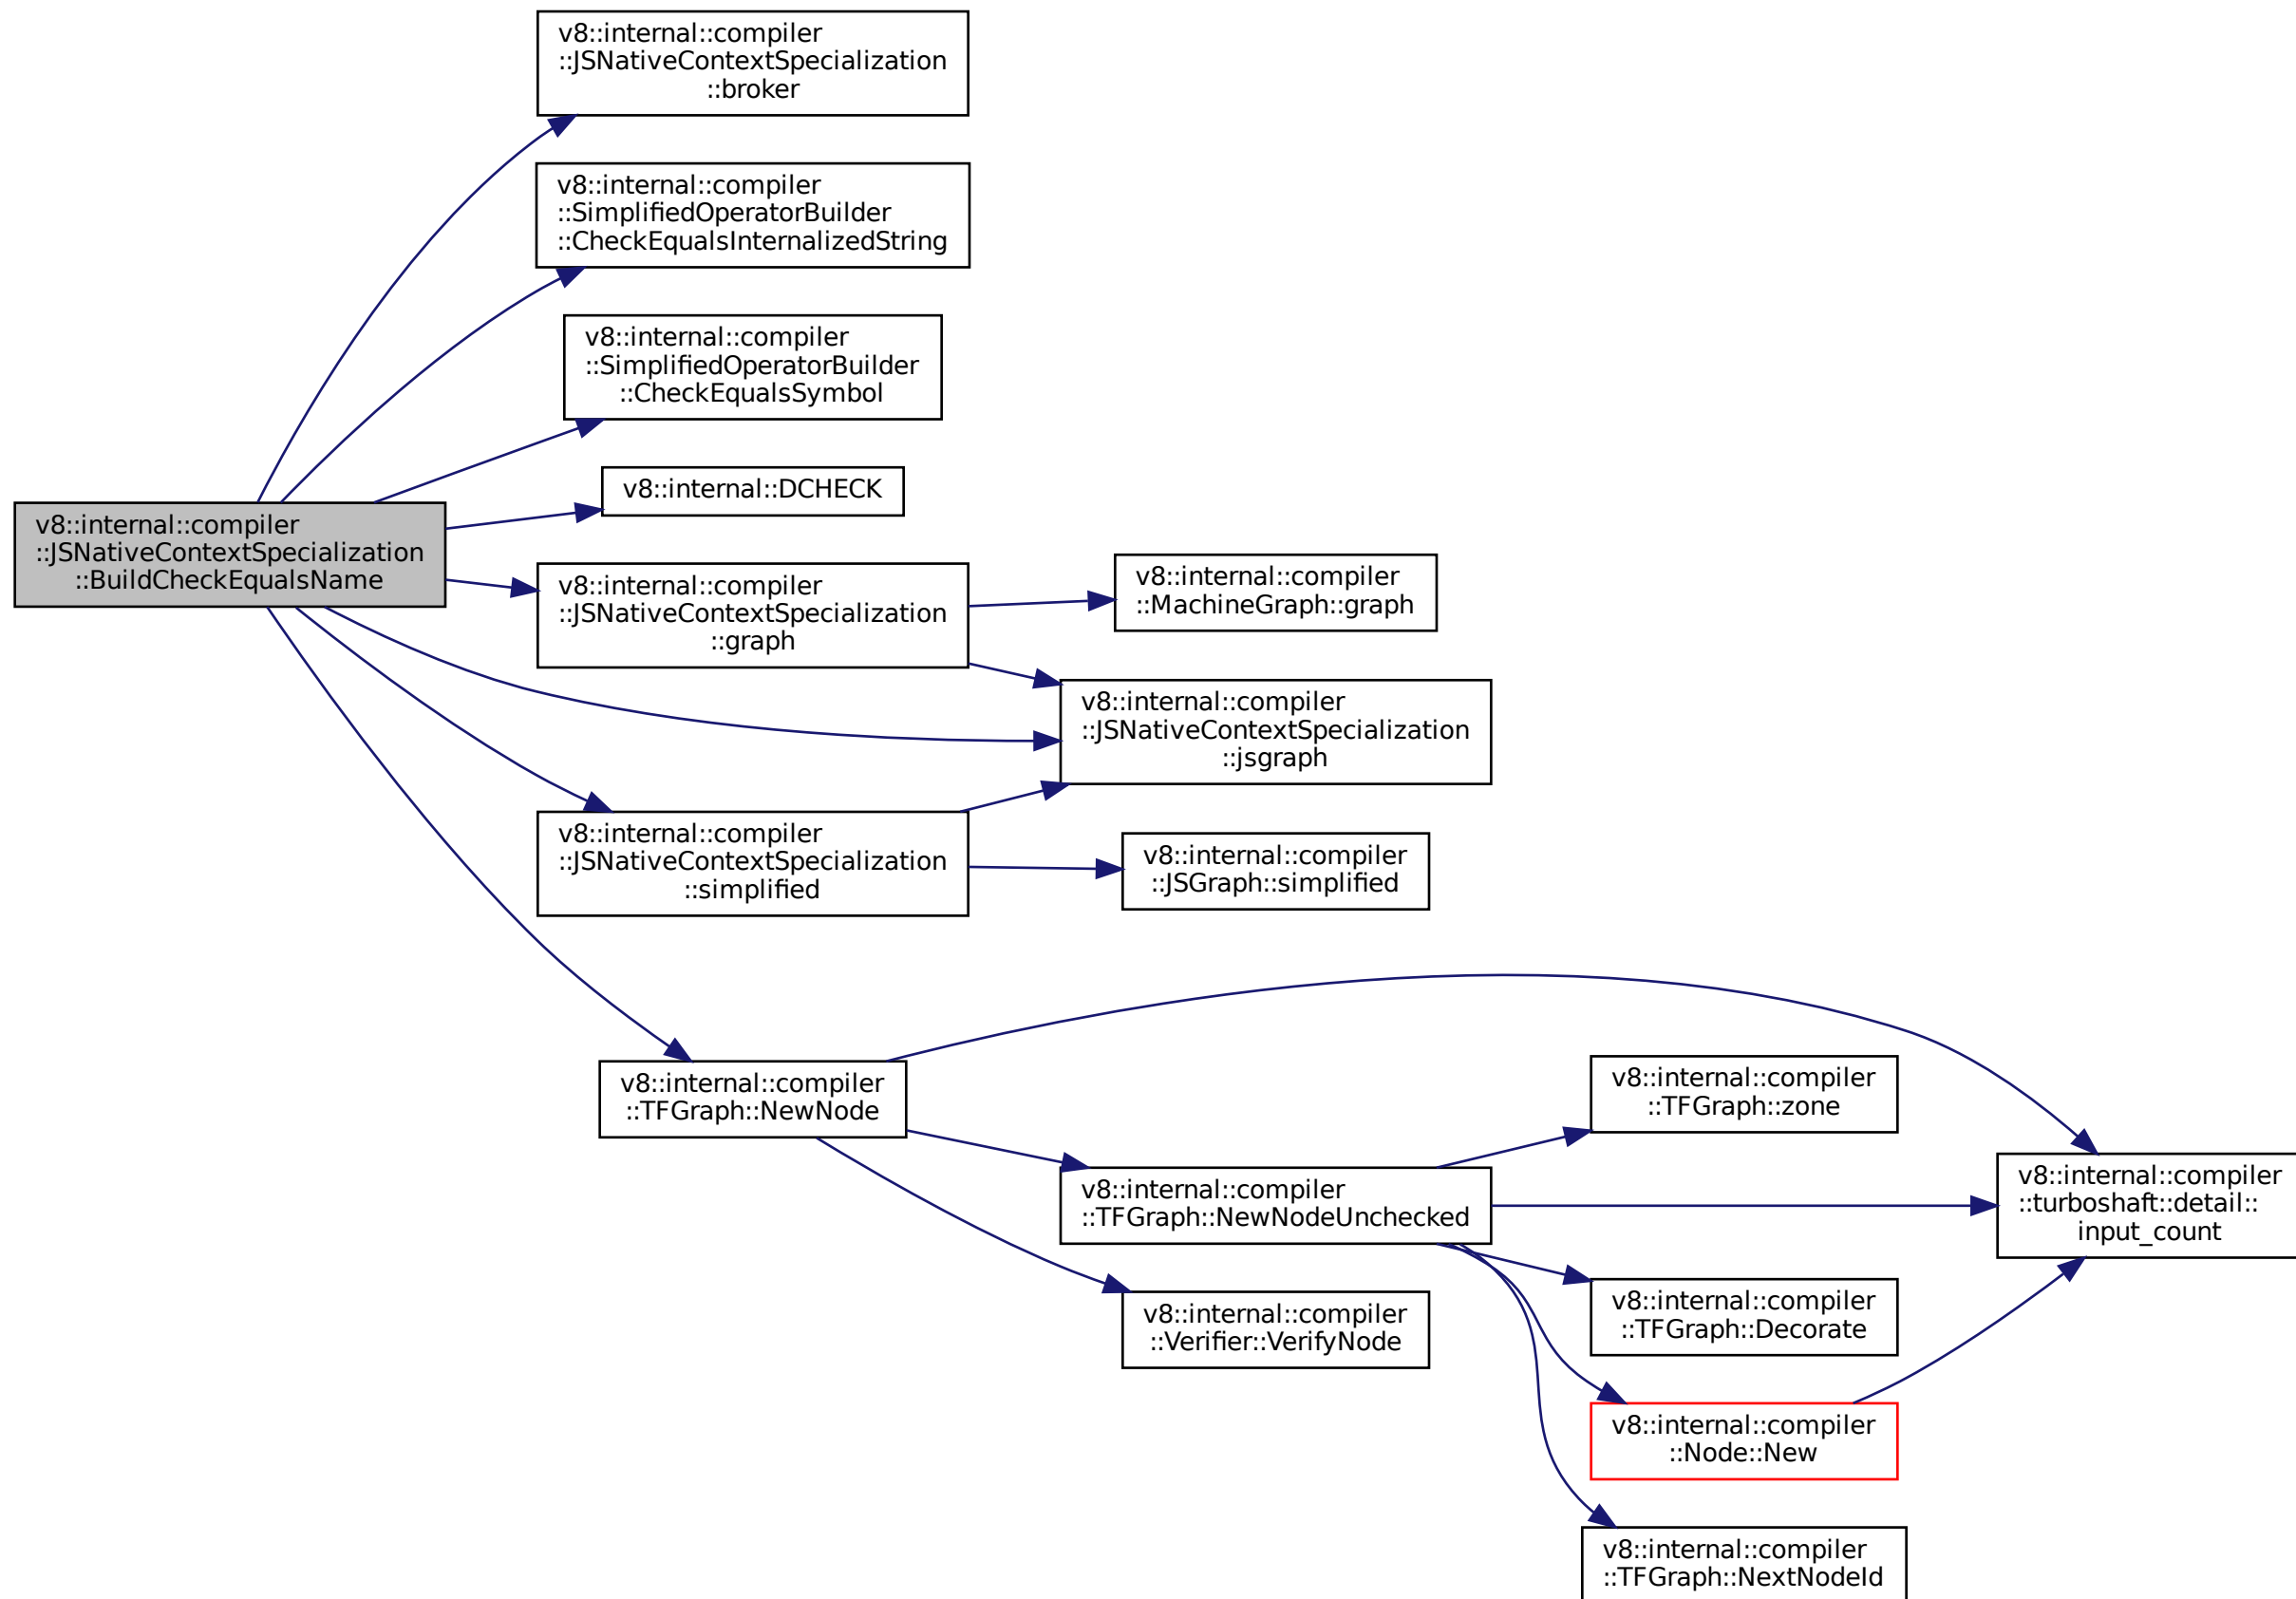 v8::internal::compiler
::JSNativeContextSpecialization
::broker
v8::internal::compiler
::SimplifiedOperatorBuilder
::CheckEqualsInternalizedString
v8::internal::compiler
::SimplifiedOperatorBuilder
::CheckEqualsSymbol
v8::internal::DCHECK
v8::internal::compiler
::JSNativeContextSpecialization
::BuildCheckEqualsName
v8::internal::compiler
::JSNativeContextSpecialization
::graph
v8::internal::compiler
::MachineGraph::graph
v8::internal::compiler
::JSNativeContextSpecialization
::jsgraph
v8::internal::compiler
::JSNativeContextSpecialization
::simplified
v8::internal::compiler
::JSGraph::simplified
v8::internal::compiler
::TFGraph::NewNode
v8::internal::compiler
::TFGraph::zone
v8::internal::compiler
::TFGraph::NewNodeUnchecked
v8::internal::compiler
::turboshaft::detail::
input_count
v8::internal::compiler
::Verifier::VerifyNode
v8::internal::compiler
::TFGraph::Decorate
v8::internal::compiler
::Node::New
v8::internal::compiler
::TFGraph::NextNodeId